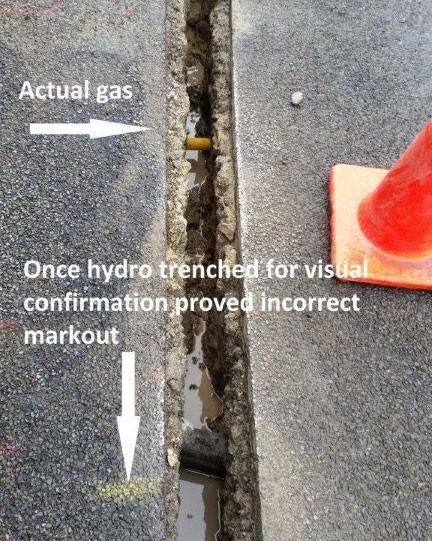 Actual gas
Once hydro trenched for visual
confirmation proved incorrect
markout